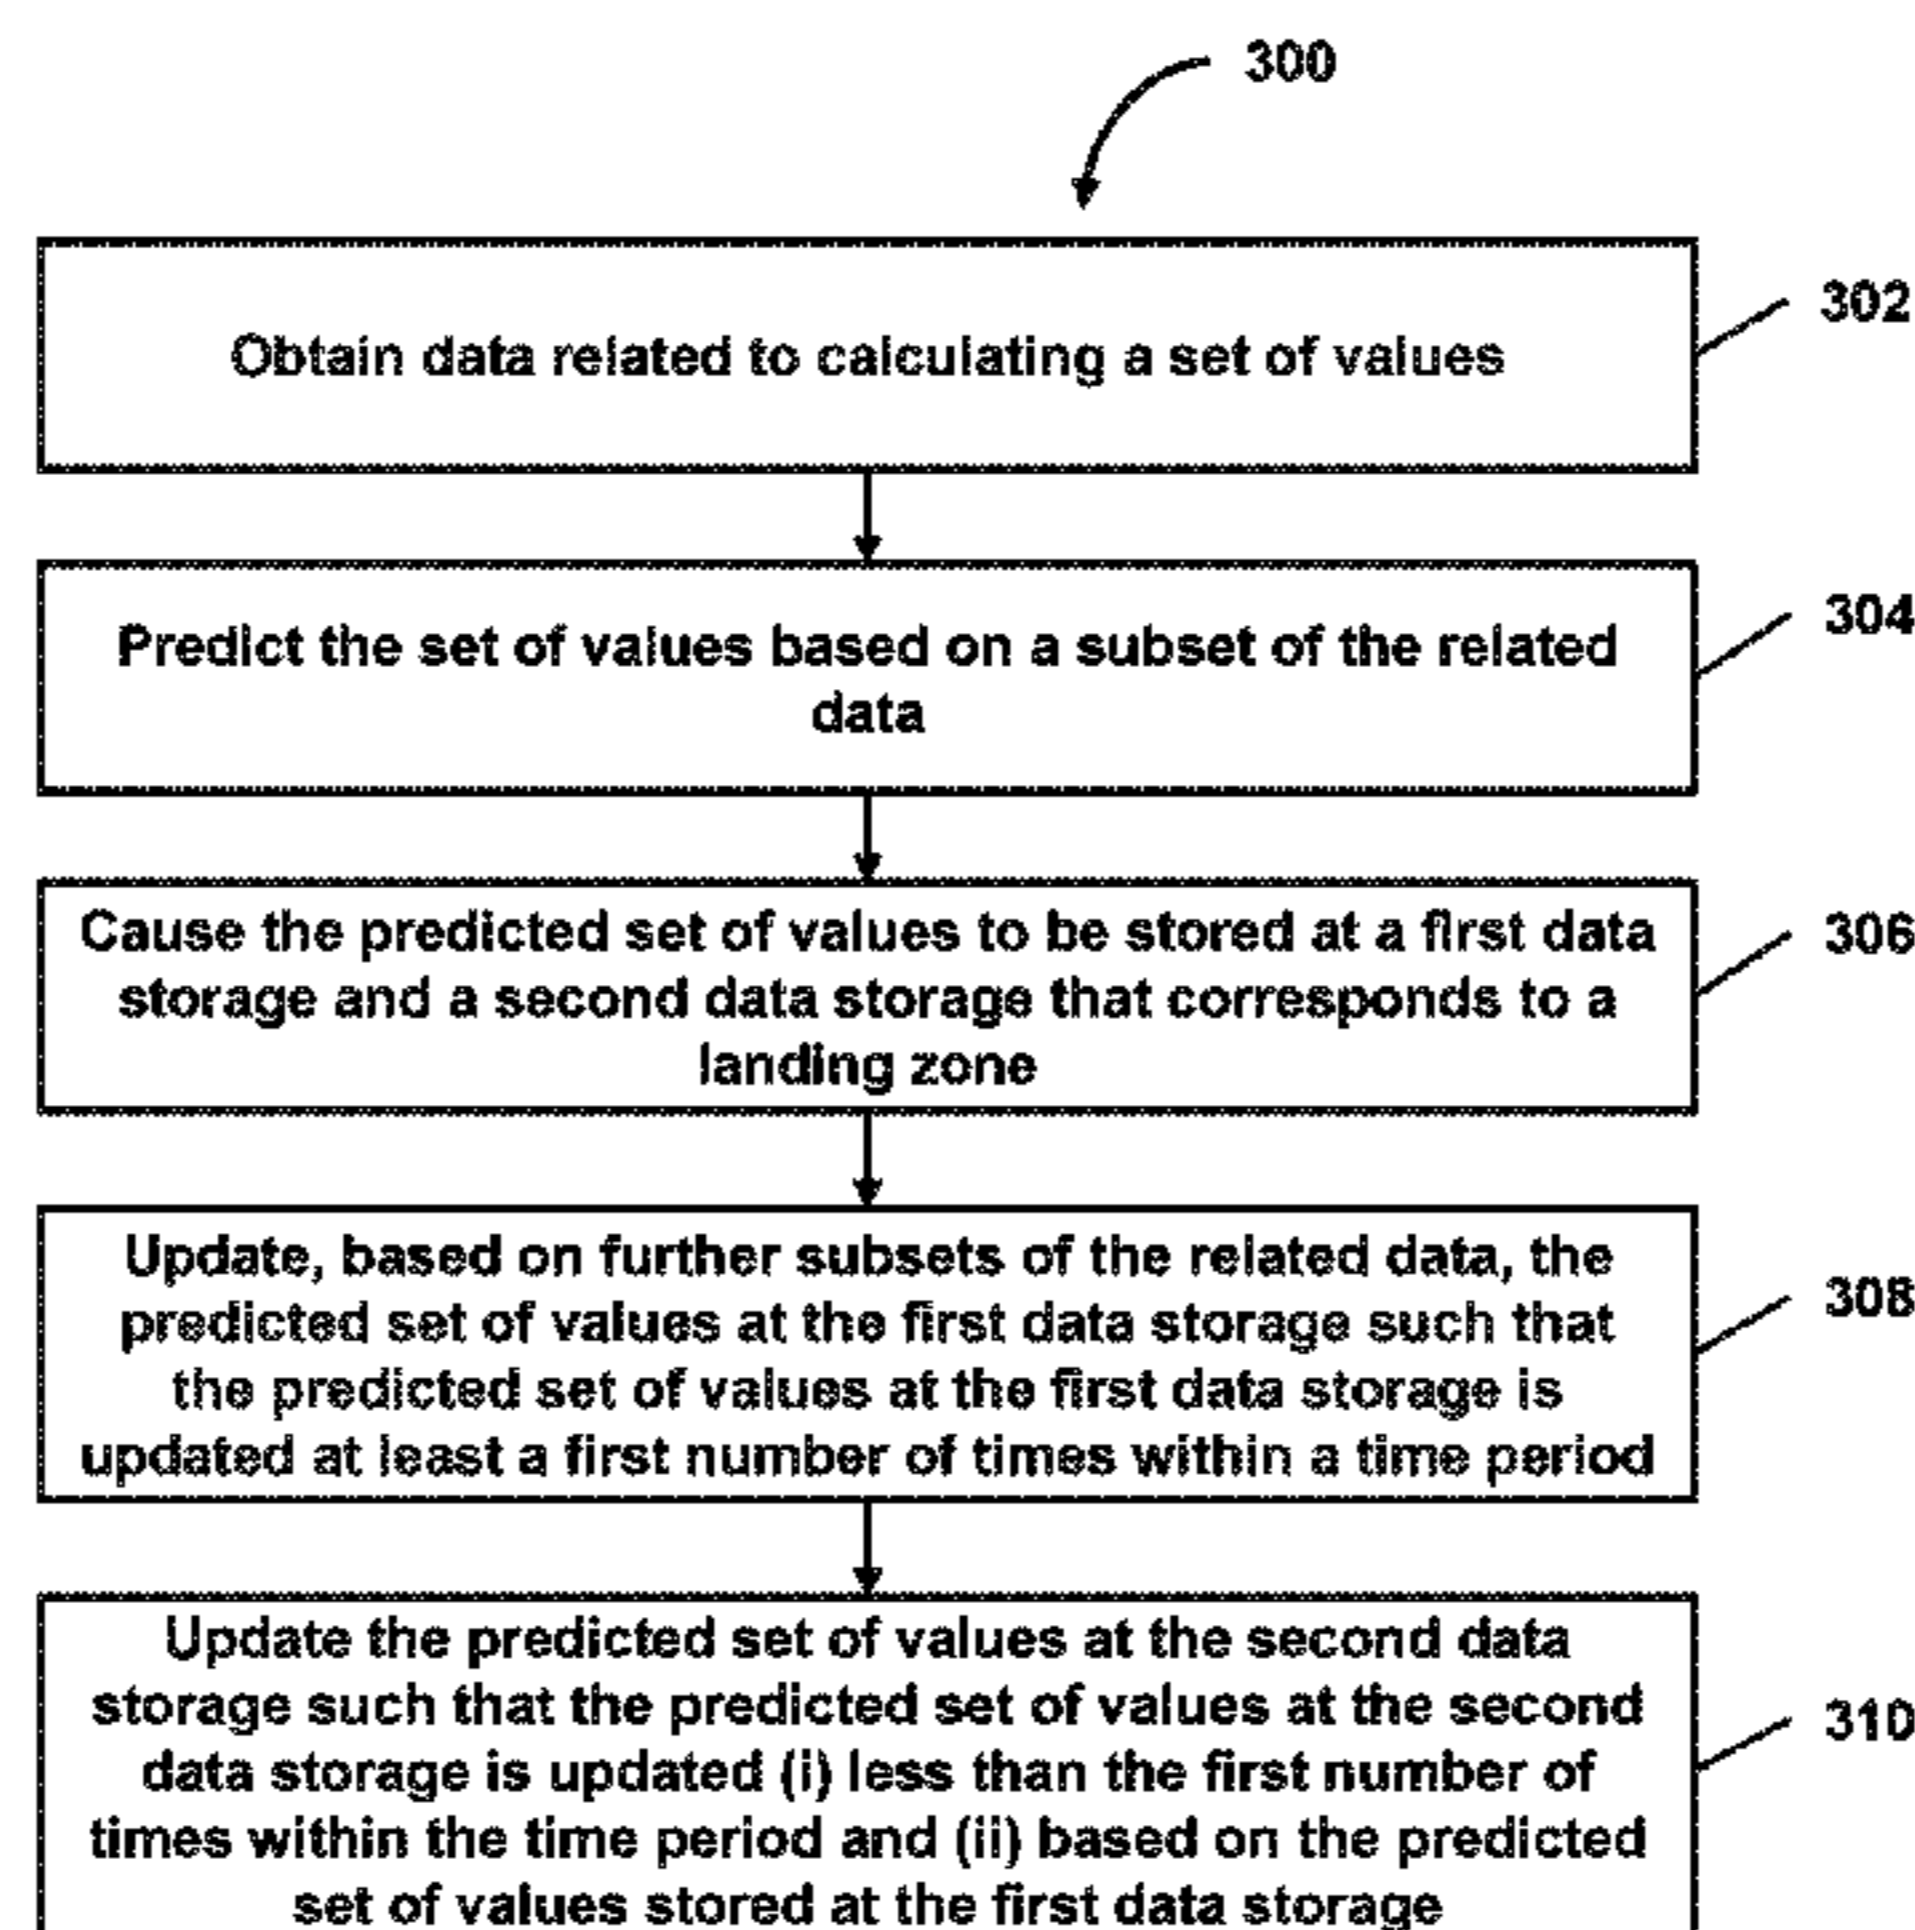 300
Obtain data related to calculating a set of values
302
Predict the set of values based on a subset of the related
data
304
Cause the predicted set of values to be stored at a first data
storage and a second data storage that corresponds to a
landing zone
306
Update, based on further subsets of the related data, the
predicted set of values at the first data storage such that
the predicted set of values at the first data storage is
updated at least a first number of times within a time period
308
Update the predicted set of values at the second data
storage such that the predicted set of values at the second
data storage is updated (i) less than the first number of
times within the time period and (ii) based on the predicted
set of values stored at the first data storage
310